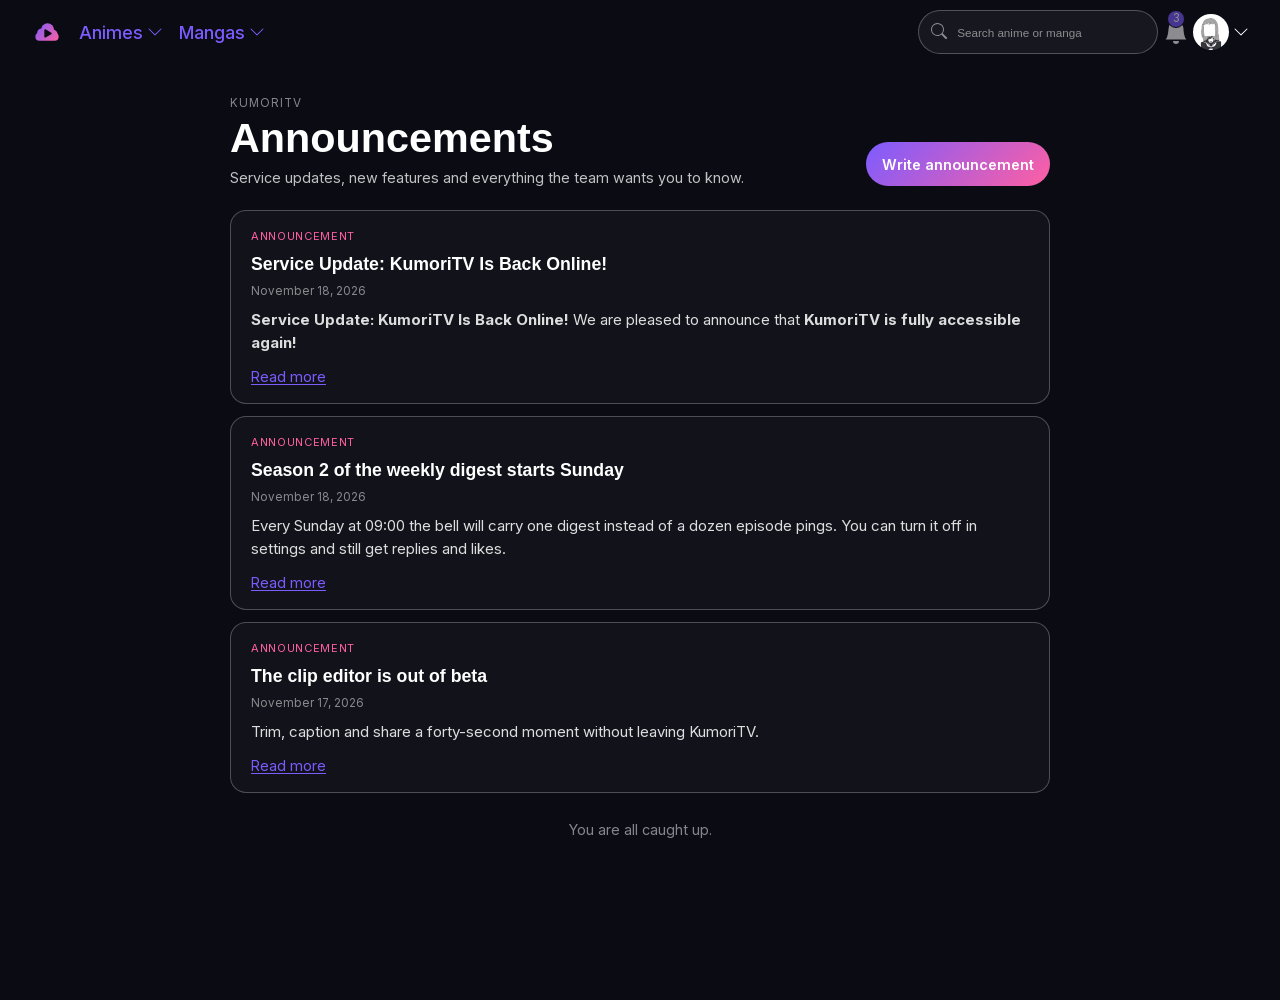 Animes
Mangas
Search anime or manga
3
KUMORITV
Announcements
Service updates, new features and everything the team wants you to know.
Write announcement
ANNOUNCEMENT
Service Update: KumoriTV Is Back Online!
November 18, 2026
Service Update: KumoriTV Is Back Online! We are pleased to announce that KumoriTV is fully accessible
again!
Read more
ANNOUNCEMENT
Season 2 of the weekly digest starts Sunday
November 18, 2026
Every Sunday at 09:00 the bell will carry one digest instead of a dozen episode pings. You can turn it off in
settings and still get replies and likes.
Read more
ANNOUNCEMENT
The clip editor is out of beta
November 17, 2026
Trim, caption and share a forty-second moment without leaving KumoriTV.
Read more
You are all caught up.